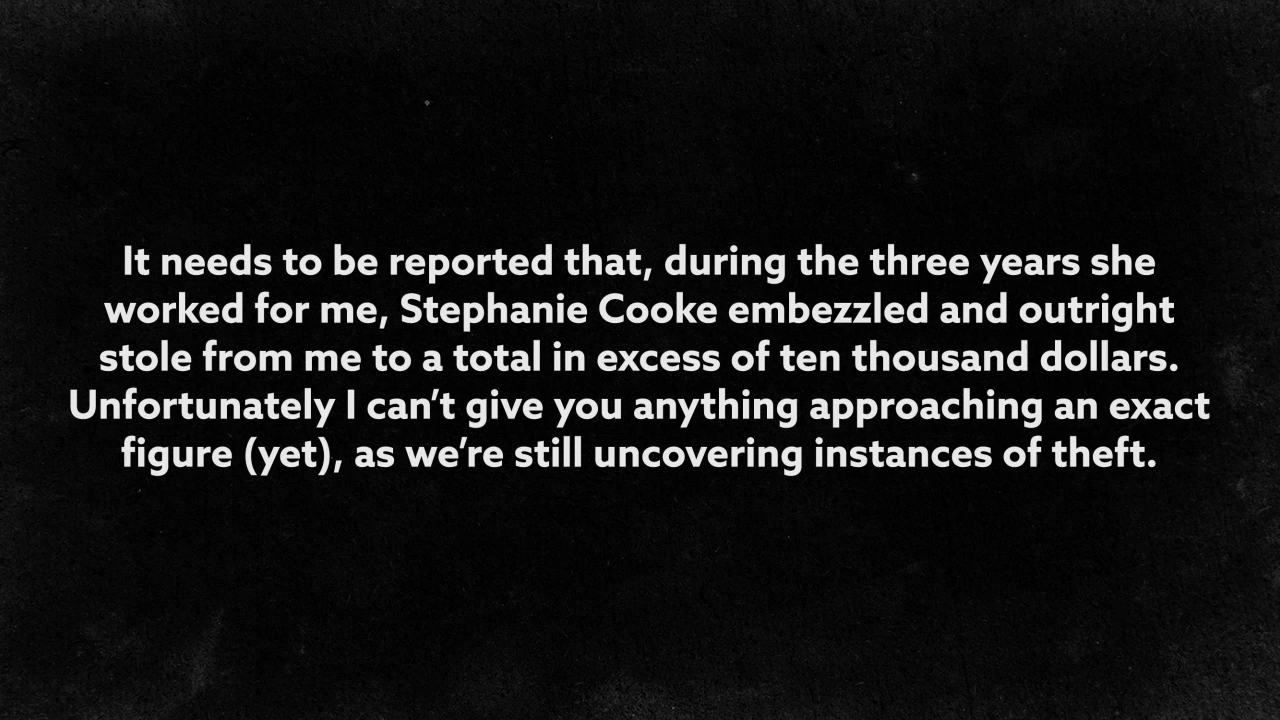 It needs to be reported that, during the three years she
worked for me, Stephanie Cooke embezzled and outright
stole from me to a total in excess of ten thousand dollars.
Unfortunately I can’t give you anything approaching an exact
figure (yet), as we’re still uncovering instances of theft.